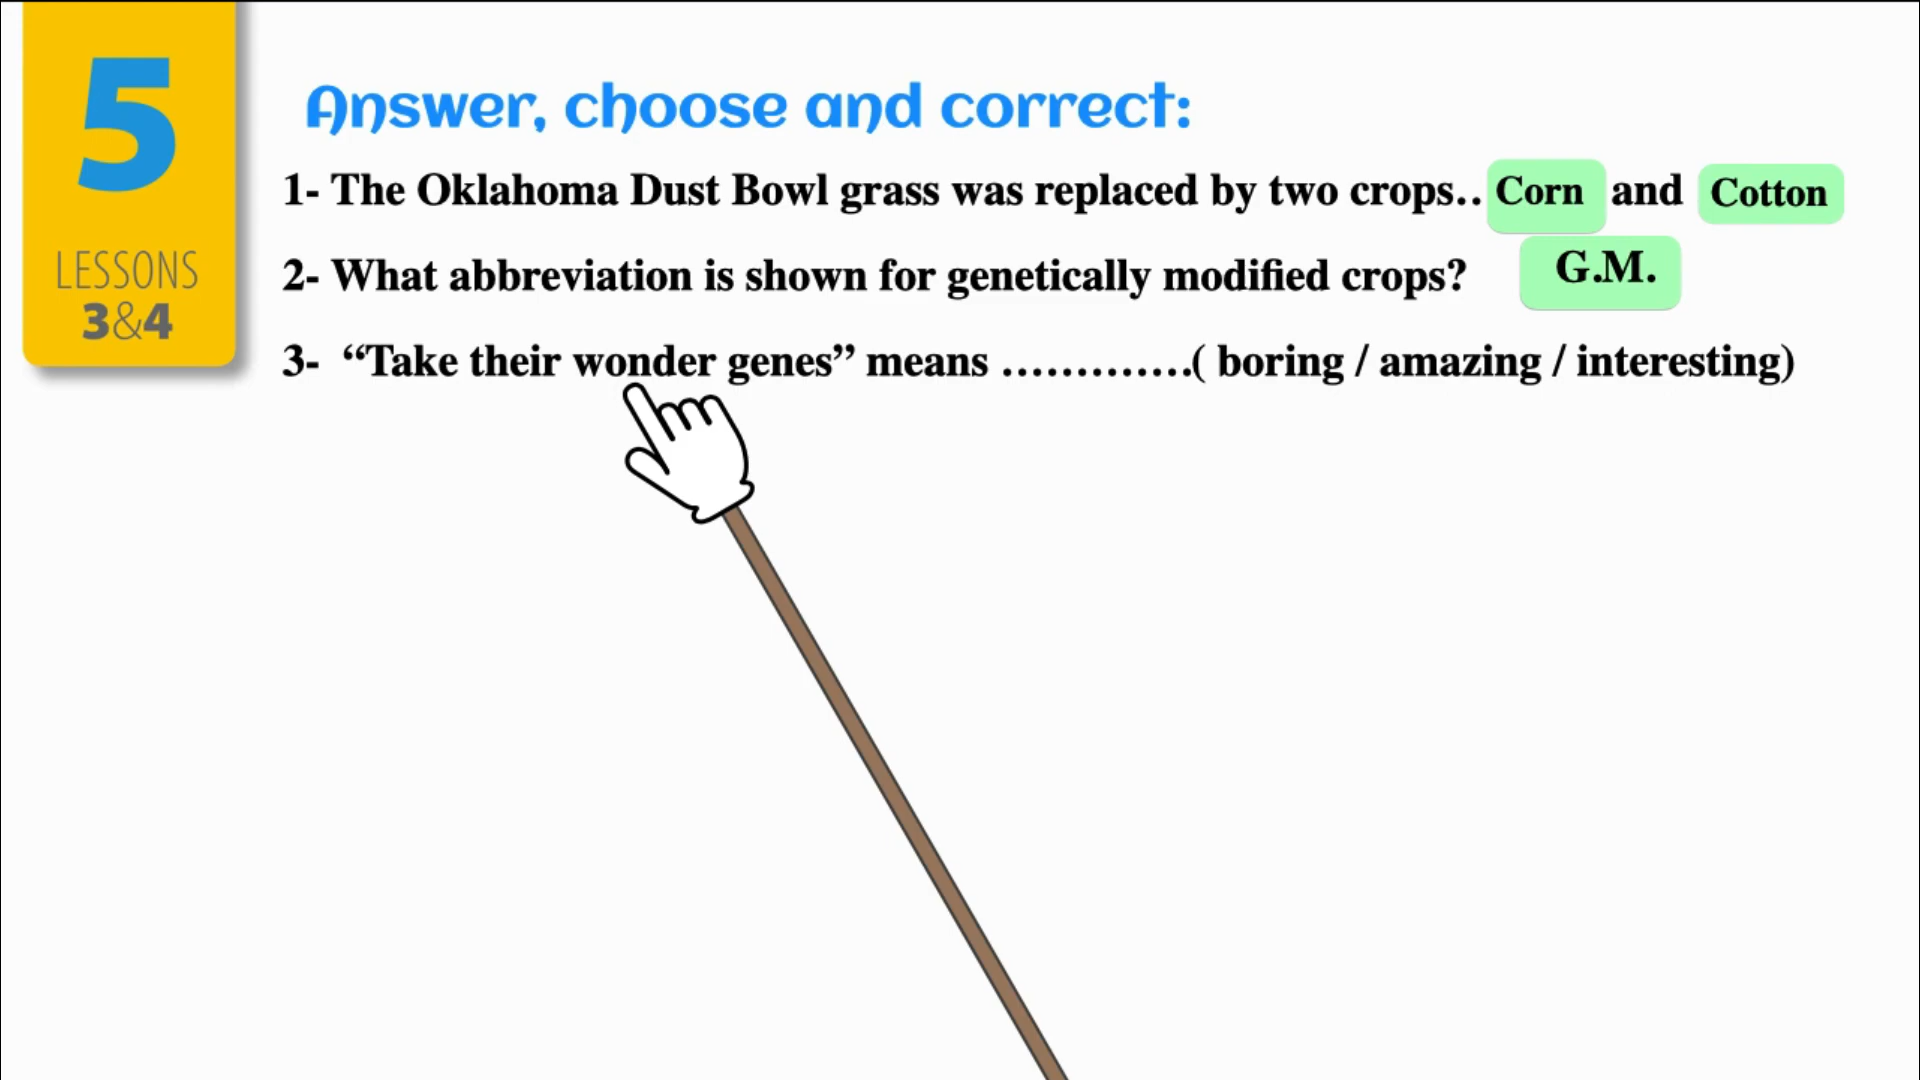 5
LESSONS
3&4
Answer, choose and correct:
1- The Oklahoma Dust Bowl grass was replaced by two crops.. Corn and Cotton
2- What abbreviation is shown for genetically modified crops? G.M.
3- “Take their wonder genes” means .............( boring / amazing / interesting)